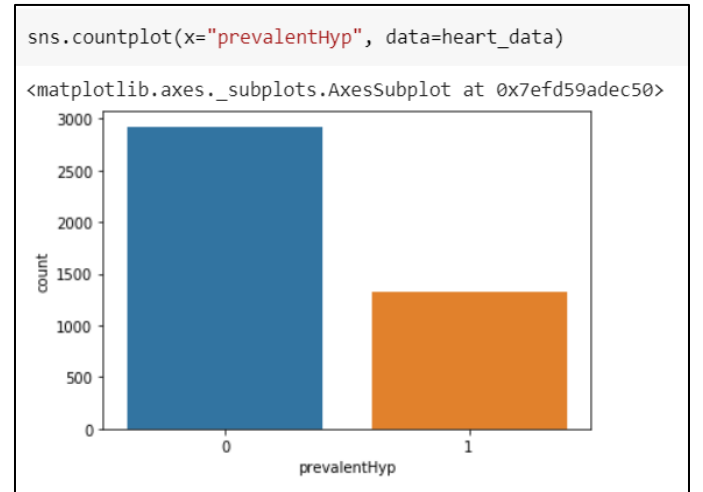 sns.countplot(x="prevalentHyp", data=heart_data)
<matplotlib.axes._subplots.AxesSubplot at 0x7efd59adec50>
3000
2500
2000
1500
1000
500
0
count
0 1
prevalentHyp